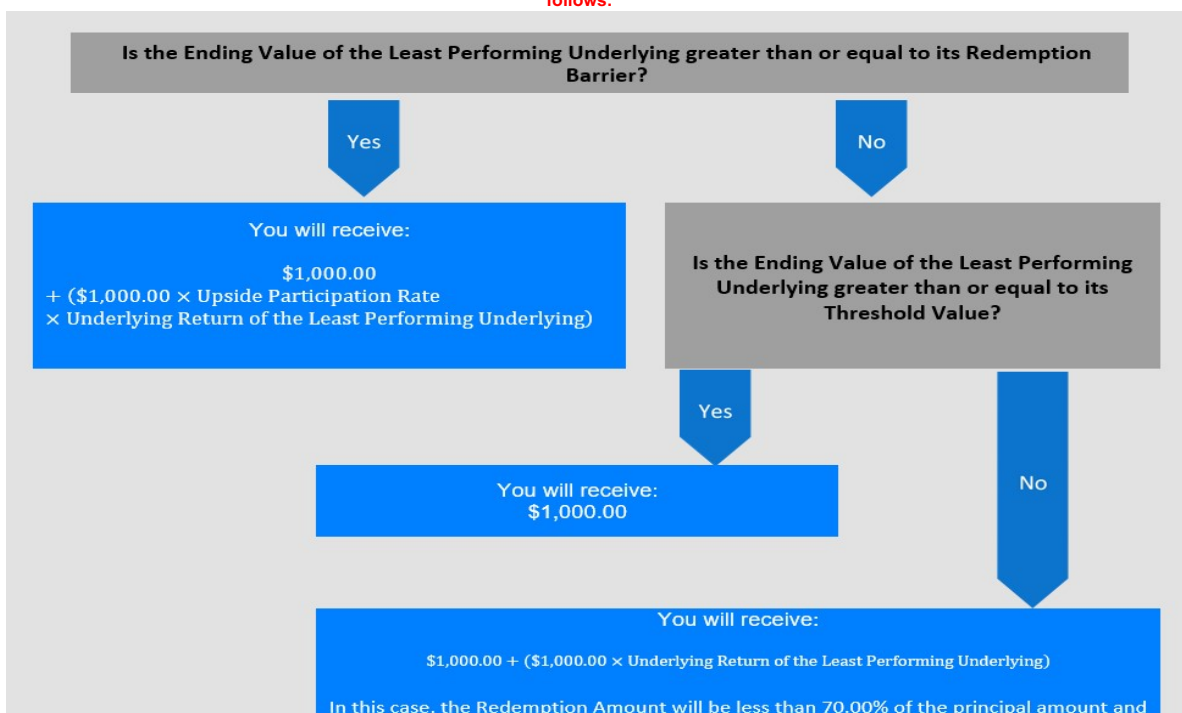 follows:
Is the Ending Value of the Least Performing Underlying greater than or equal to its Redemption
Barrier?
Yes
No
You will receive:
$1,000.00
+ ($1,000.00 × Upside Participation Rate
× Underlying Return of the Least Performing Underlying)
Is the Ending Value of the Least Performing
Underlying greater than or equal to its
Threshold Value?
Yes
No
You will receive:
$1,000.00
You will receive:
$1,000.00 + ($1,000.00 × Underlying Return of the Least Performing Underlying)
In this case, the Redemption Amount will be less than 70.00% of the principal amount and